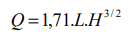 Q = 1,71.L.H^{3/2}